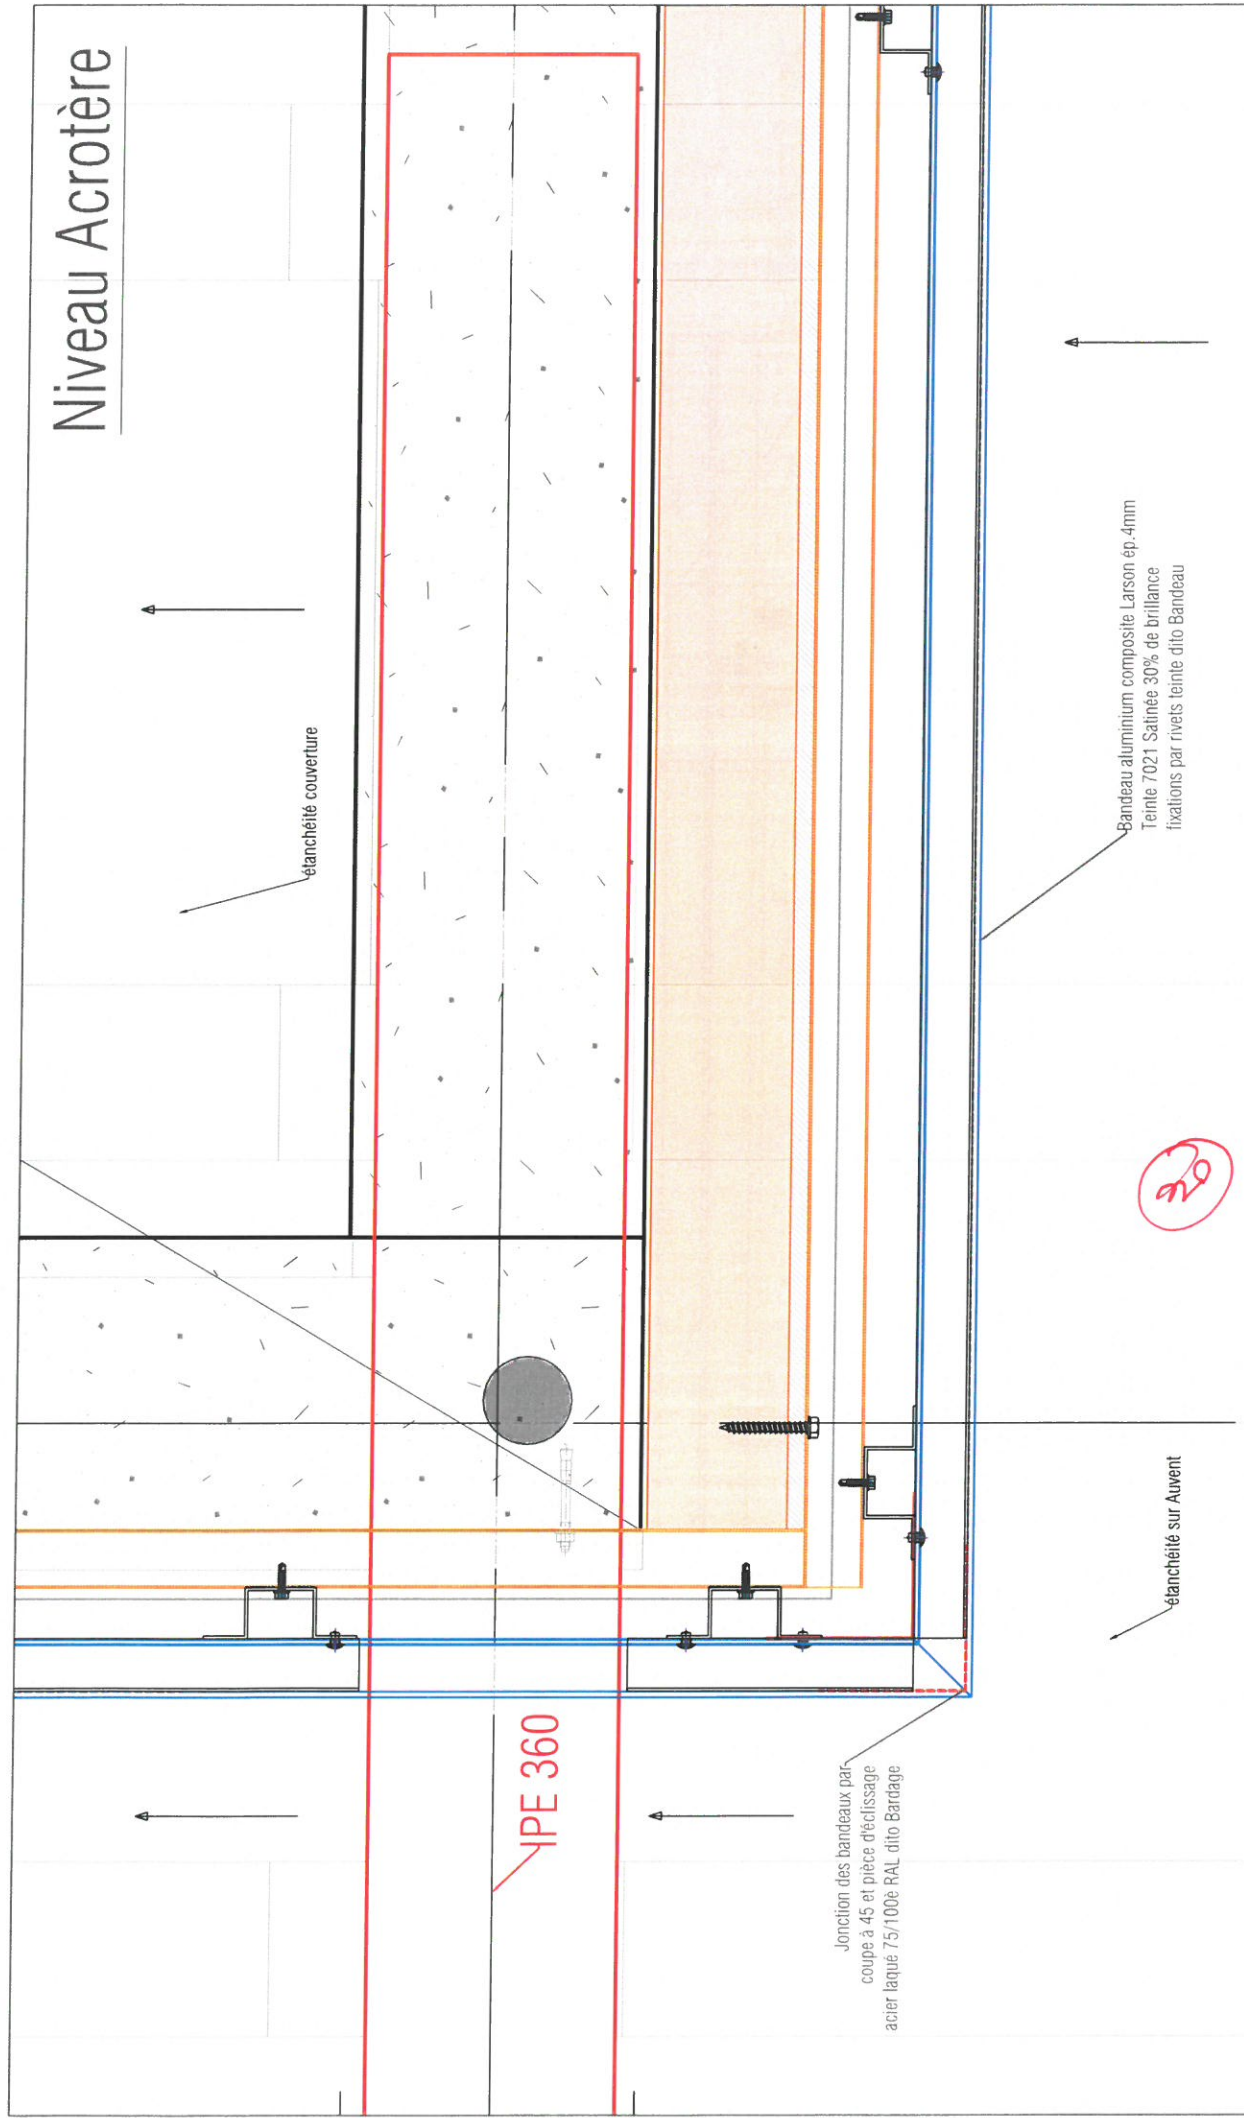 Niveau Acrotère
étanchéité couverture
IPE 360
Jonction des bandeaux par
coupe à 45 et pièce d'éclissage
acier laqué 75/100è RAL dito Bardage
étanchéité sur Auvent
Bandeau aluminium composite Larson ép.4mm
Teinte 7021 Satinée 30% de brillance
fixations par rivets teinte dito Bandeau